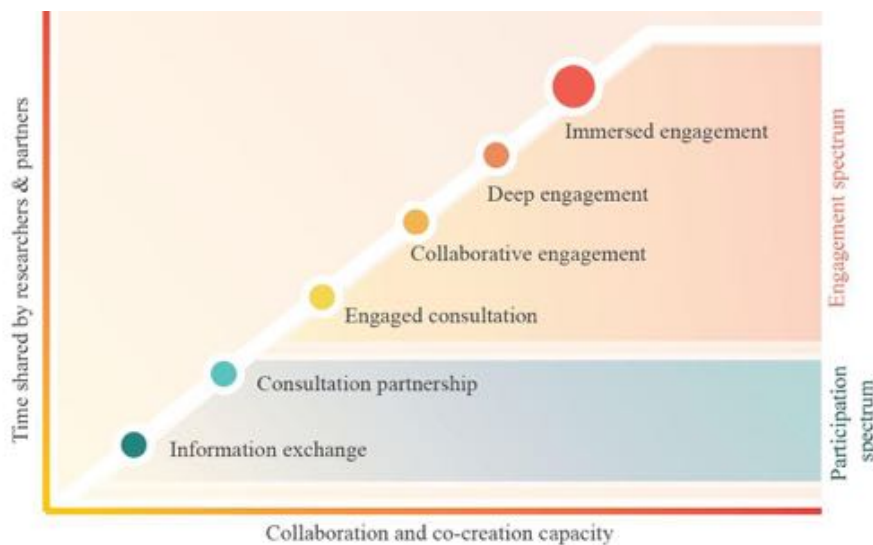 Time shared by researchers & partners
Immersed engagement
Deep engagement
Collaborative engagement
Engaged consultation
Consultation partnership
Information exchange
Engagement spectrum
Participation
spectrum
Collaboration and co-creation capacity